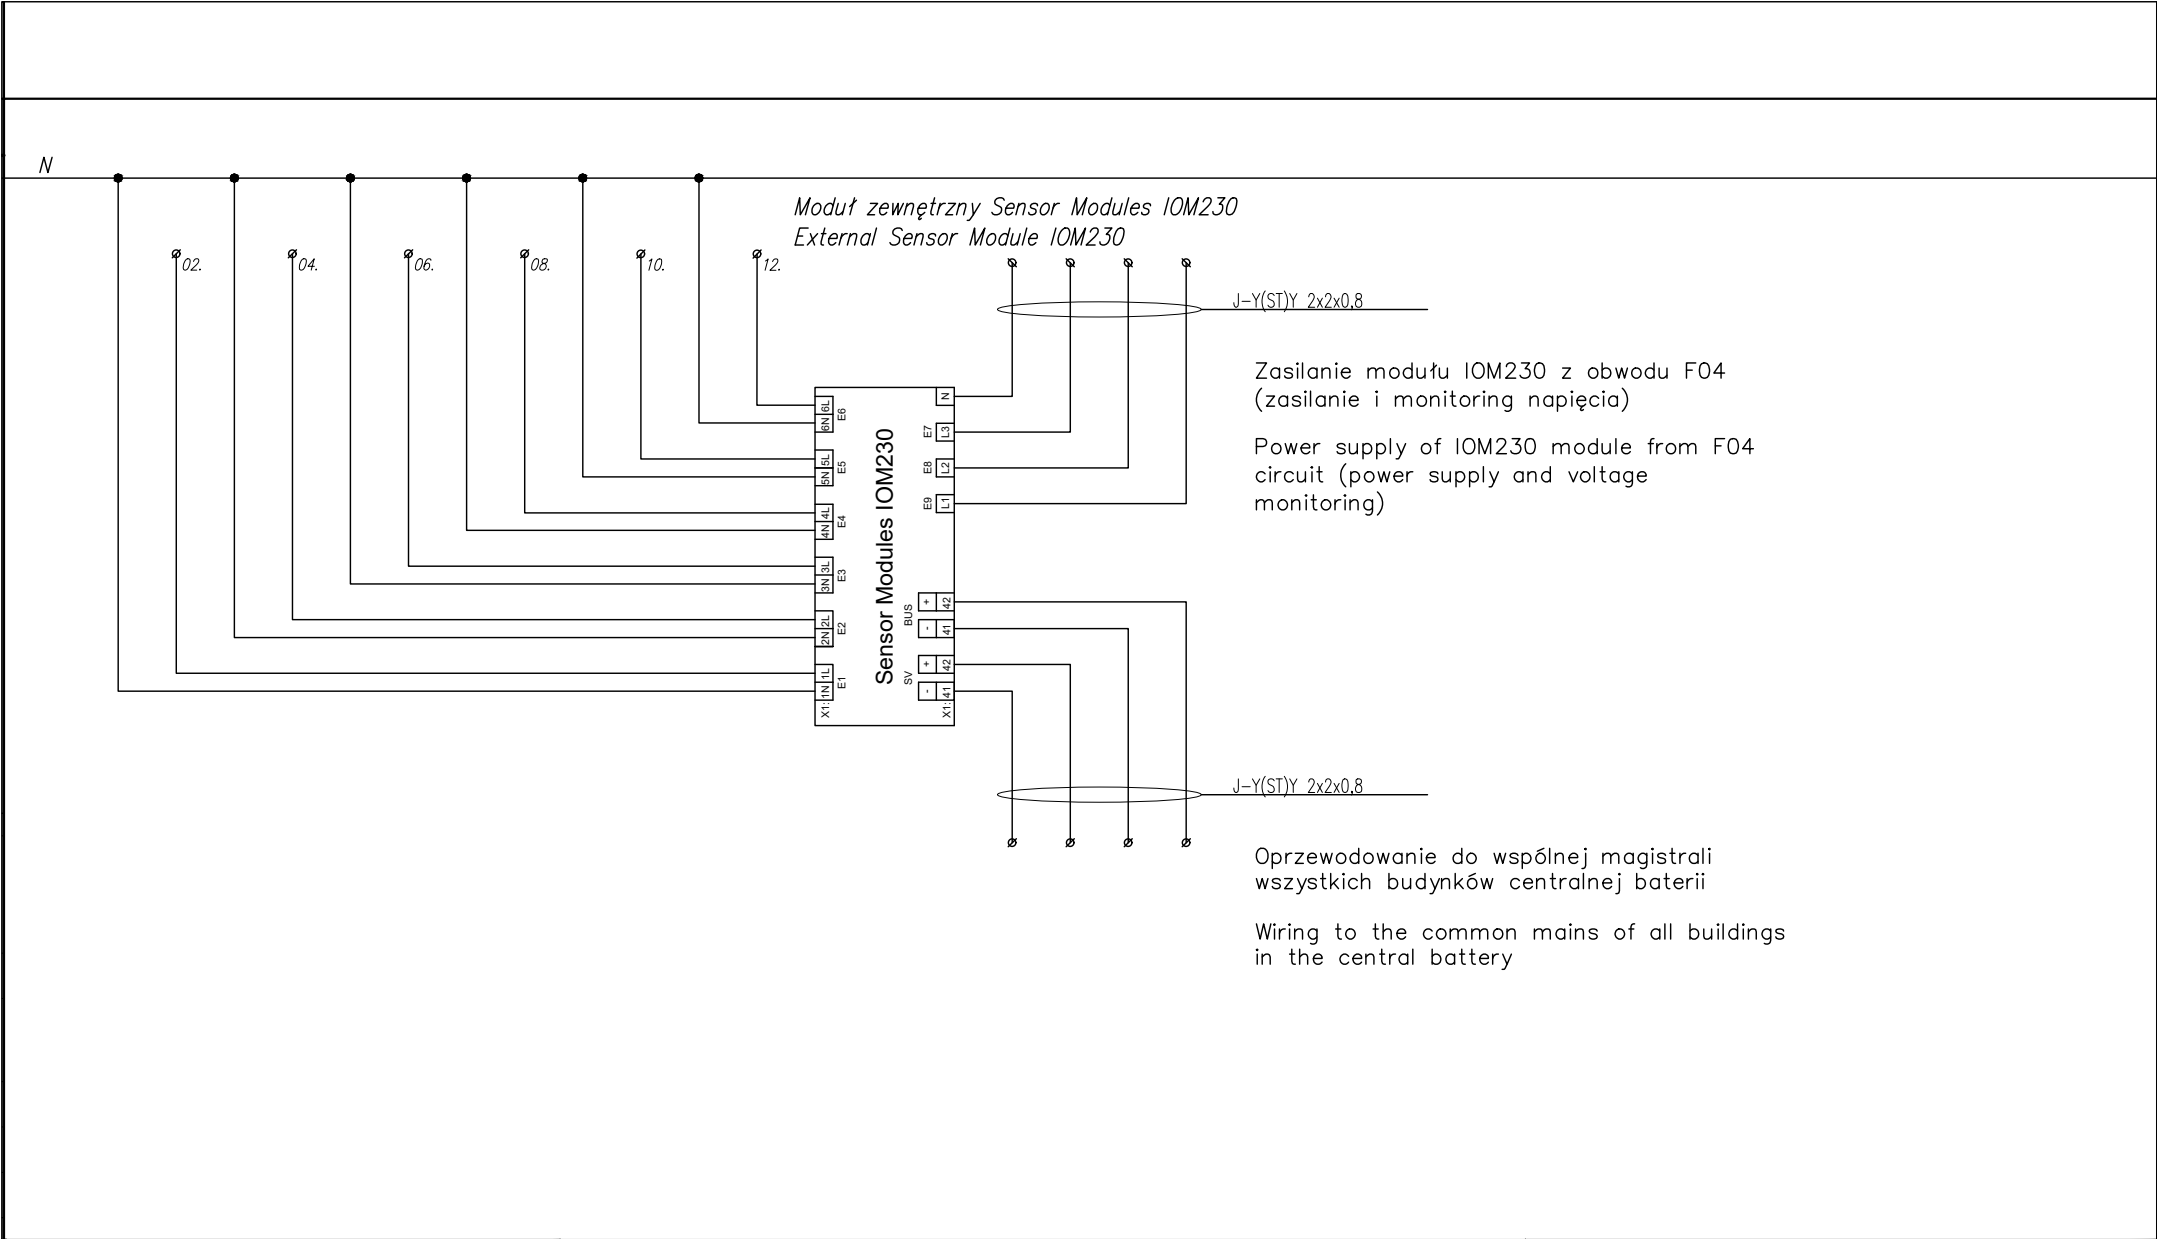 N
Moduł zewnętrzny Sensor Modules IOM230
External Sensor Module IOM230
02.
04.
06.
08.
10.
12.
J-Y(ST)Y 2x2x0,8
Zasilanie modułu IOM230 z obwodu F04
(zasilanie i monitoring napięcia)
Power supply of IOM230 module from F04
circuit (power supply and voltage
monitoring)
Sensor Modules IOM230
6L
6N
E6
5L
5N
E5
4L
4N
E4
3L
3N
E3
2L
2N
E2
1L
1N
E1
X1:
N
E7
L3
E8
L2
E9
L1
BUS
+
42
-
41
SV
+
42
-
41
X1:
J-Y(ST)Y 2x2x0,8
Oprzewodowanie do wspólnej magistrali
wszystkich budynków centralnej baterii
Wiring to the common mains of all buildings
in the central battery